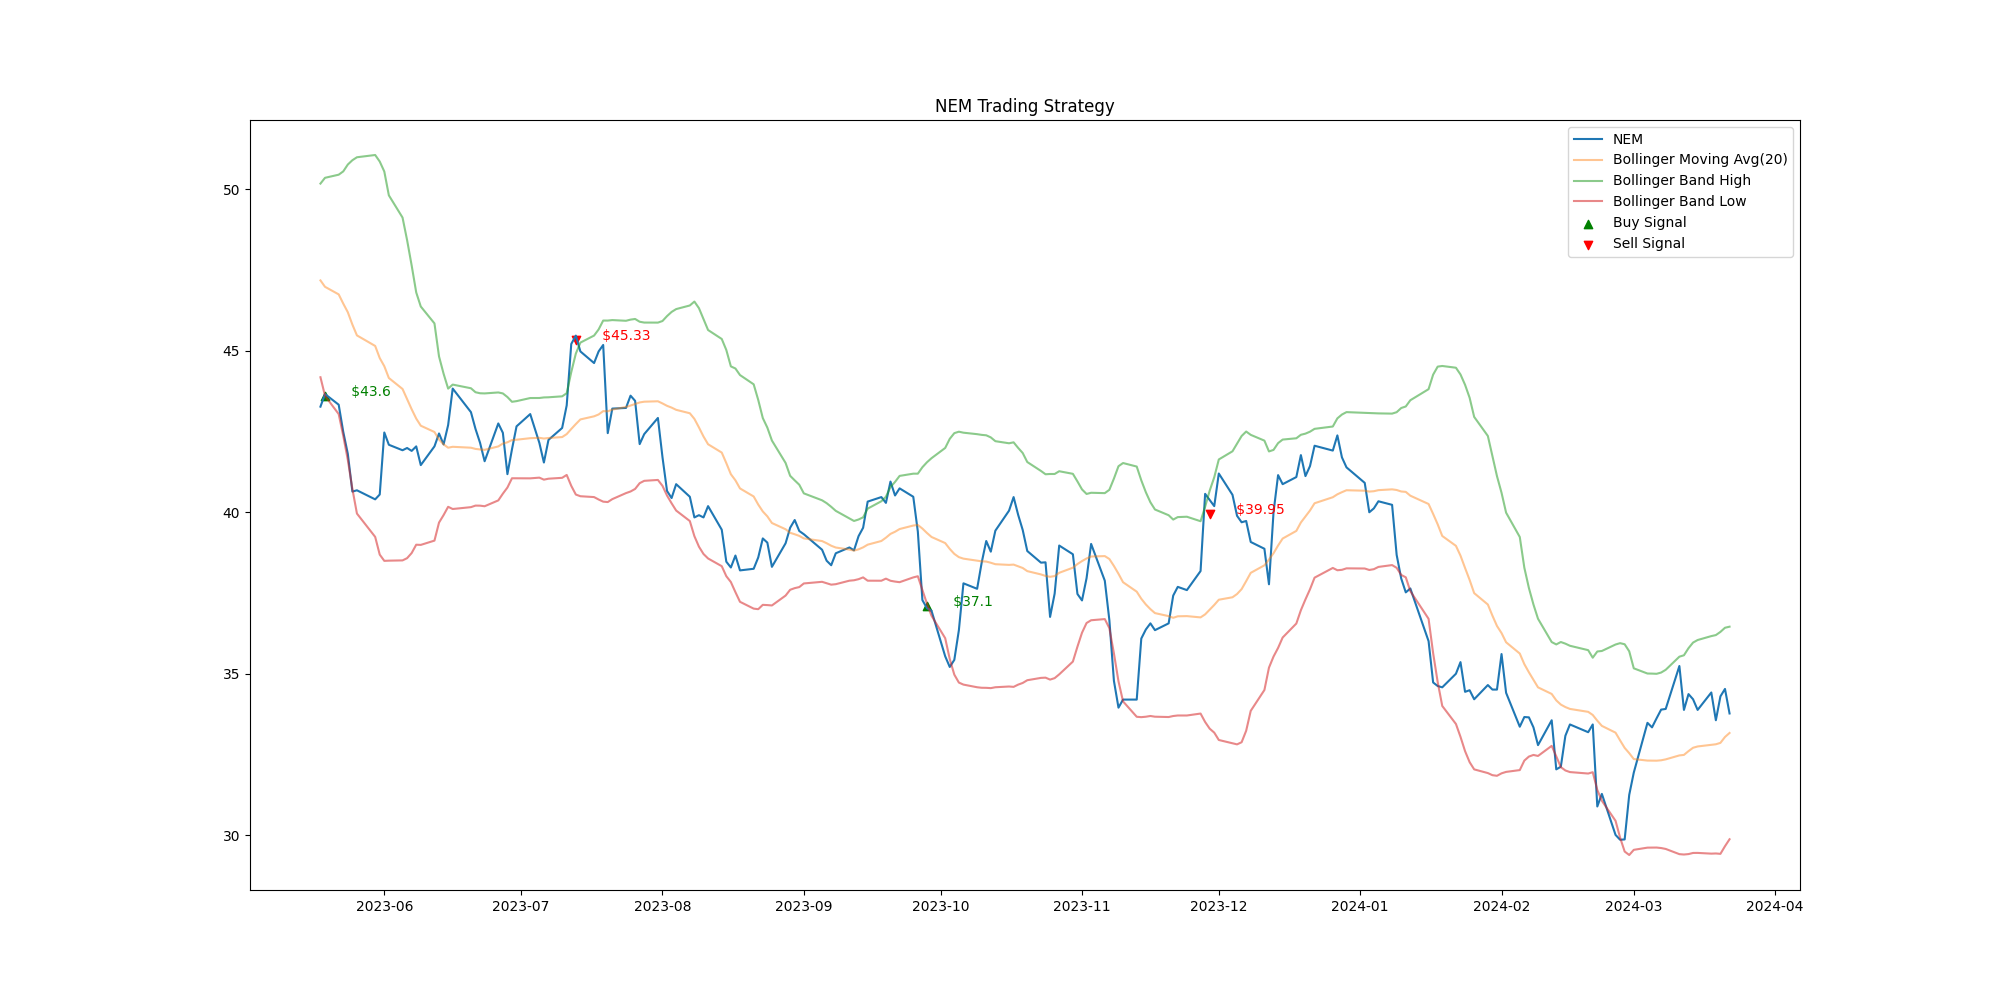 NEM Trading Strategy
NEM
Bollinger Moving Avg(20)
Bollinger Band High
Bollinger Band Low
Buy Signal
Sell Signal
50
45
40
35
30
$45.33
$43.6
$39.95
$37.1
2023-06 2023-07 2023-08 2023-09 2023-10 2023-11 2023-12 2024-01 2024-02 2024-03 2024-04